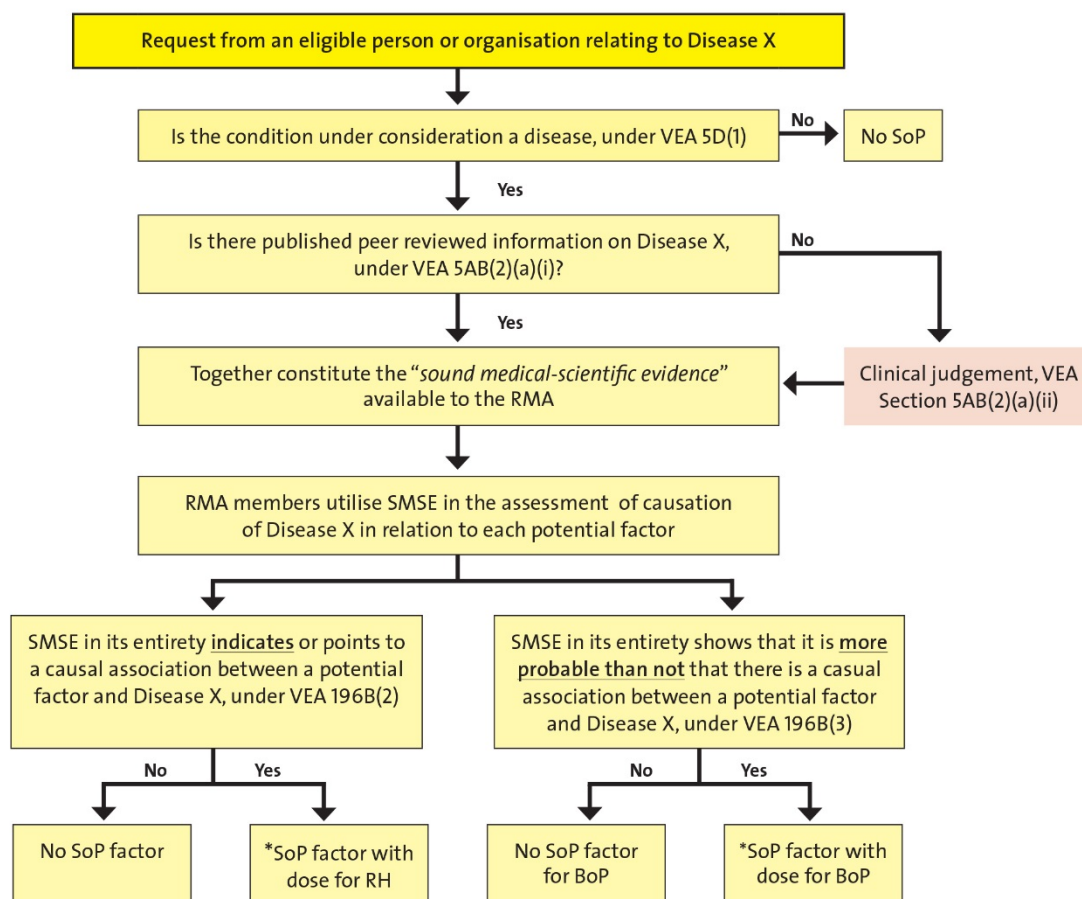 Request from an eligible person or organisation relating to Disease X
Is the condition under consideration a disease, under VEA 5D(1)
No
No SoP
Yes
Is there published peer reviewed information on Disease X,
under VEA 5AB(2)(a)(i)?
No
Yes
Together constitute the “sound medical-scientific evidence”
available to the RMA
Clinical judgement, VEA
Section 5AB(2)(a)(ii)
RMA members utilise SMSE in the assessment of causation
of Disease X in relation to each potential factor
SMSE in its entirety indicates or points to
a causal association between a potential
factor and Disease X, under VEA 196B(2)
SMSE in its entirety shows that it is more
probable than not that there is a casual
association between a potential factor
and Disease X, under VEA 196B(3)
No
Yes
No
Yes
No SoP factor
*SoP factor with
dose for RH
No SoP factor
for BoP
*SoP factor with
dose for BoP